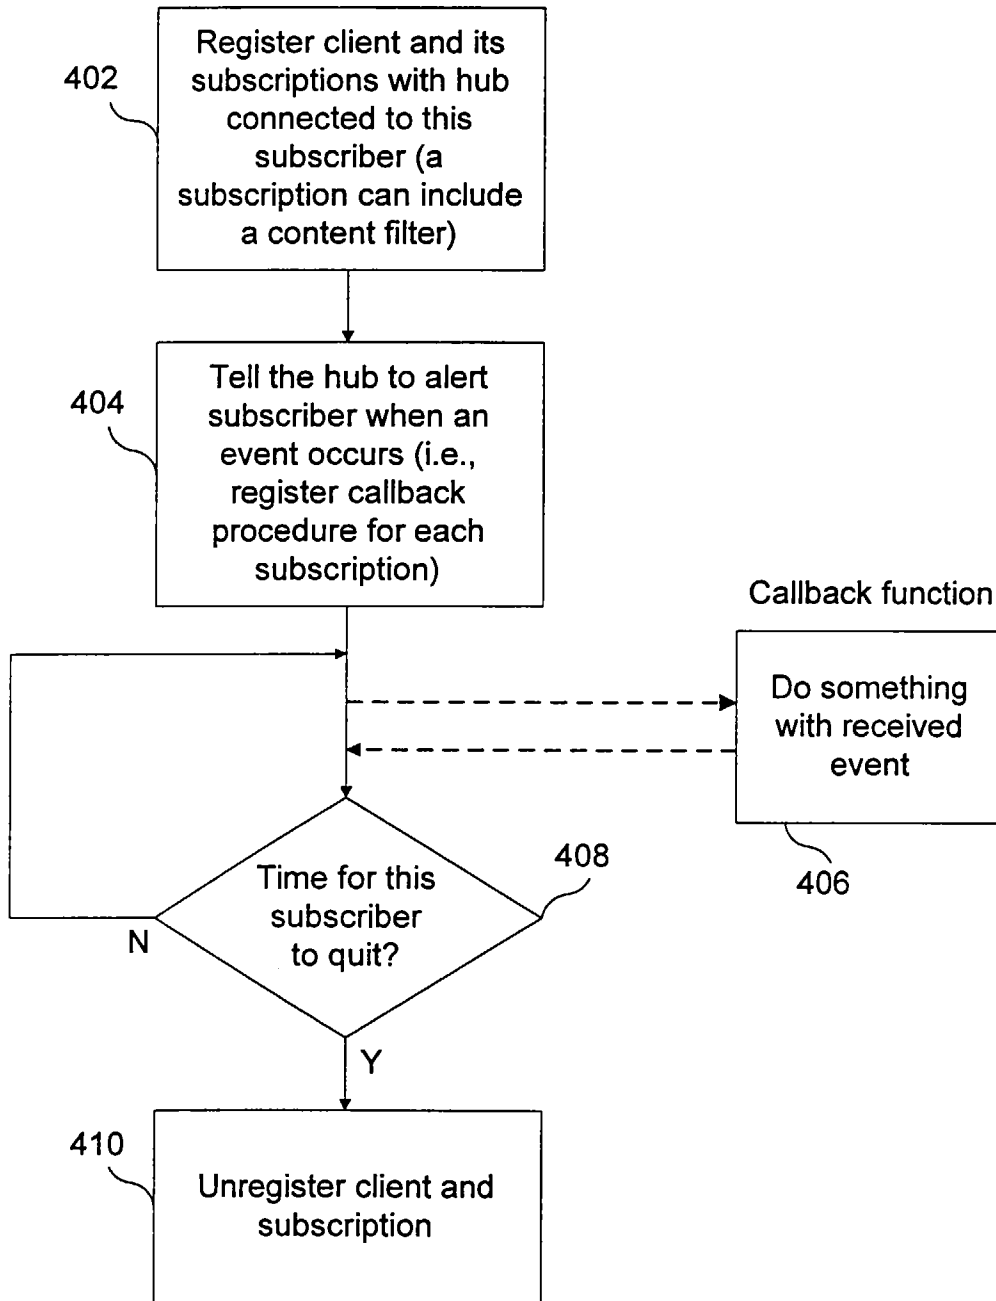 402
Register client and its
subscriptions with hub
connected to this
subscriber (a
subscription can include
a content filter)
404
Tell the hub to alert
subscriber when an
event occurs (i.e.,
register callback
procedure for each
subscription)
Callback function
Do something
with received
event
406
408
Time for this
subscriber
to quit?
N
Y
410
Unregister client and
subscription